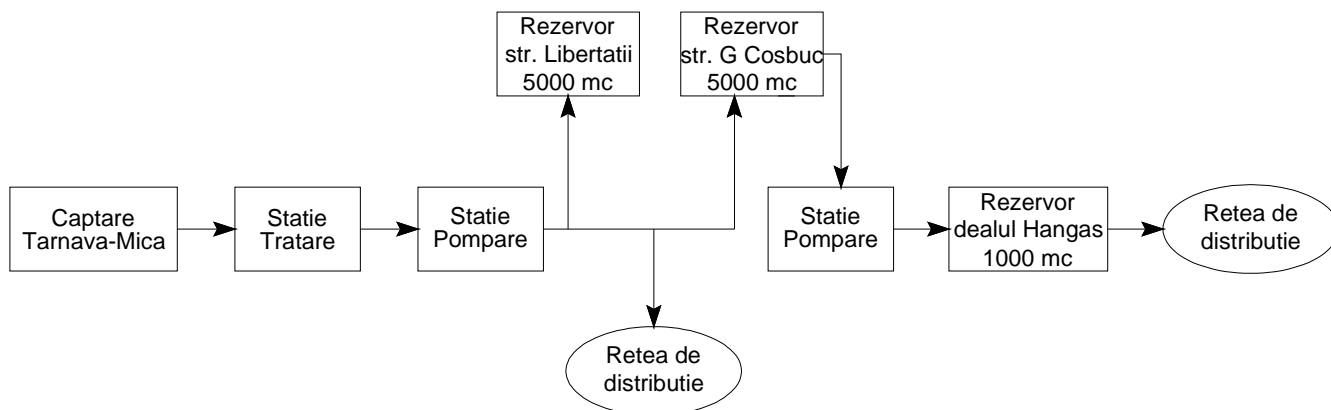 Rezervor
str. Libertatii
5000 mc
Rezervor
str. G Cosbuc
5000 mc
Captare
Tarnava-Mica
Statie
Tratare
Statie
Pompare
Statie
Pompare
Rezervor
dealul Hangas
1000 mc
Retea de
distributie
Retea de
distributie